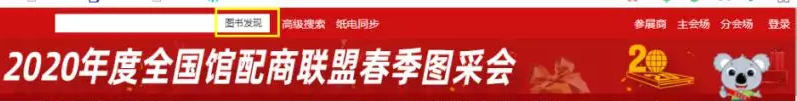 图书发现 高级搜索 纸电同步 参展商 主会场 分会场 登录
2020年度全国馆配商联盟春季图采会
20